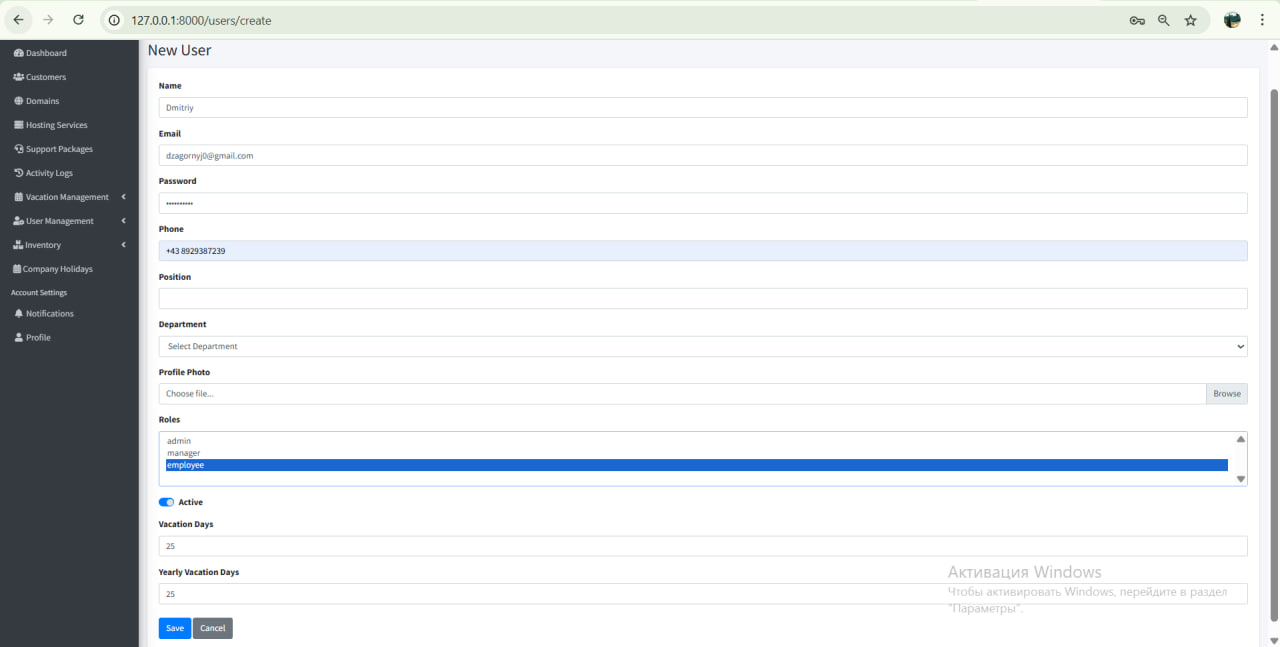 127.0.0.1:8000/users/create
Dashboard
Customers
Domains
Hosting Services
Support Packages
Activity Logs
Vacation Management
User Management
Inventory
Company Holidays
Account Settings
Notifications
Profile
New User
Name
Dmitriy
Email
dzagornyj0@gmail.com
Password
••••••••••
Phone
+43 8929387239
Position
Department
Select Department
Profile Photo
Choose file... Browse
Roles
admin
manager
employee
Active
Vacation Days
25
Yearly Vacation Days
25
Save Cancel
Активация Windows
Чтобы активировать Windows, перейдите в раздел
"Параметры".